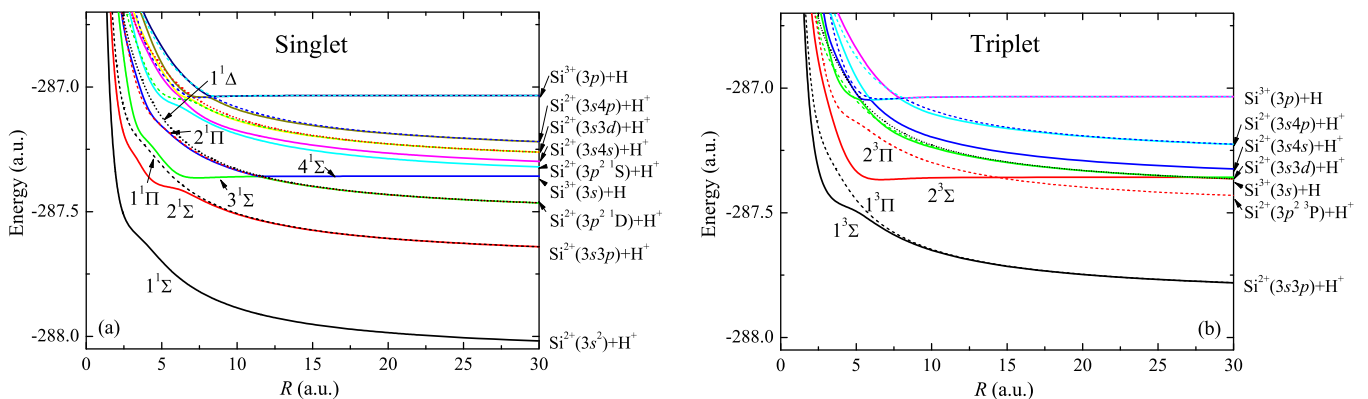 Singlet
-287.0
-287.5
-288.0
Energy (a.u.)
0
5
10
15
20
25
30
R (a.u.)
(a)
1¹Δ
2¹Π
1¹Π
2¹Σ
3¹Σ
4¹Σ
1¹Σ
Si³⁺(3p)+H
Si²⁺(3s4p)+H⁺
Si²⁺(3s3d)+H⁺
Si²⁺(3s4s)+H⁺
Si²⁺(3p² ¹S)+H⁺
Si³⁺(3s)+H
Si²⁺(3p² ¹D)+H⁺
Si²⁺(3s3p)+H⁺
Si²⁺(3s²)+H⁺
Triplet
-287.0
-287.5
-288.0
Energy (a.u.)
0
5
10
15
20
25
30
R (a.u.)
(b)
2³Π
2³Σ
1³Π
1³Σ
Si³⁺(3p)+H
Si²⁺(3s4p)+H⁺
Si²⁺(3s4s)+H⁺
Si²⁺(3s3d)+H⁺
Si³⁺(3s)+H
Si²⁺(3p² ³P)+H⁺
Si²⁺(3s3p)+H⁺